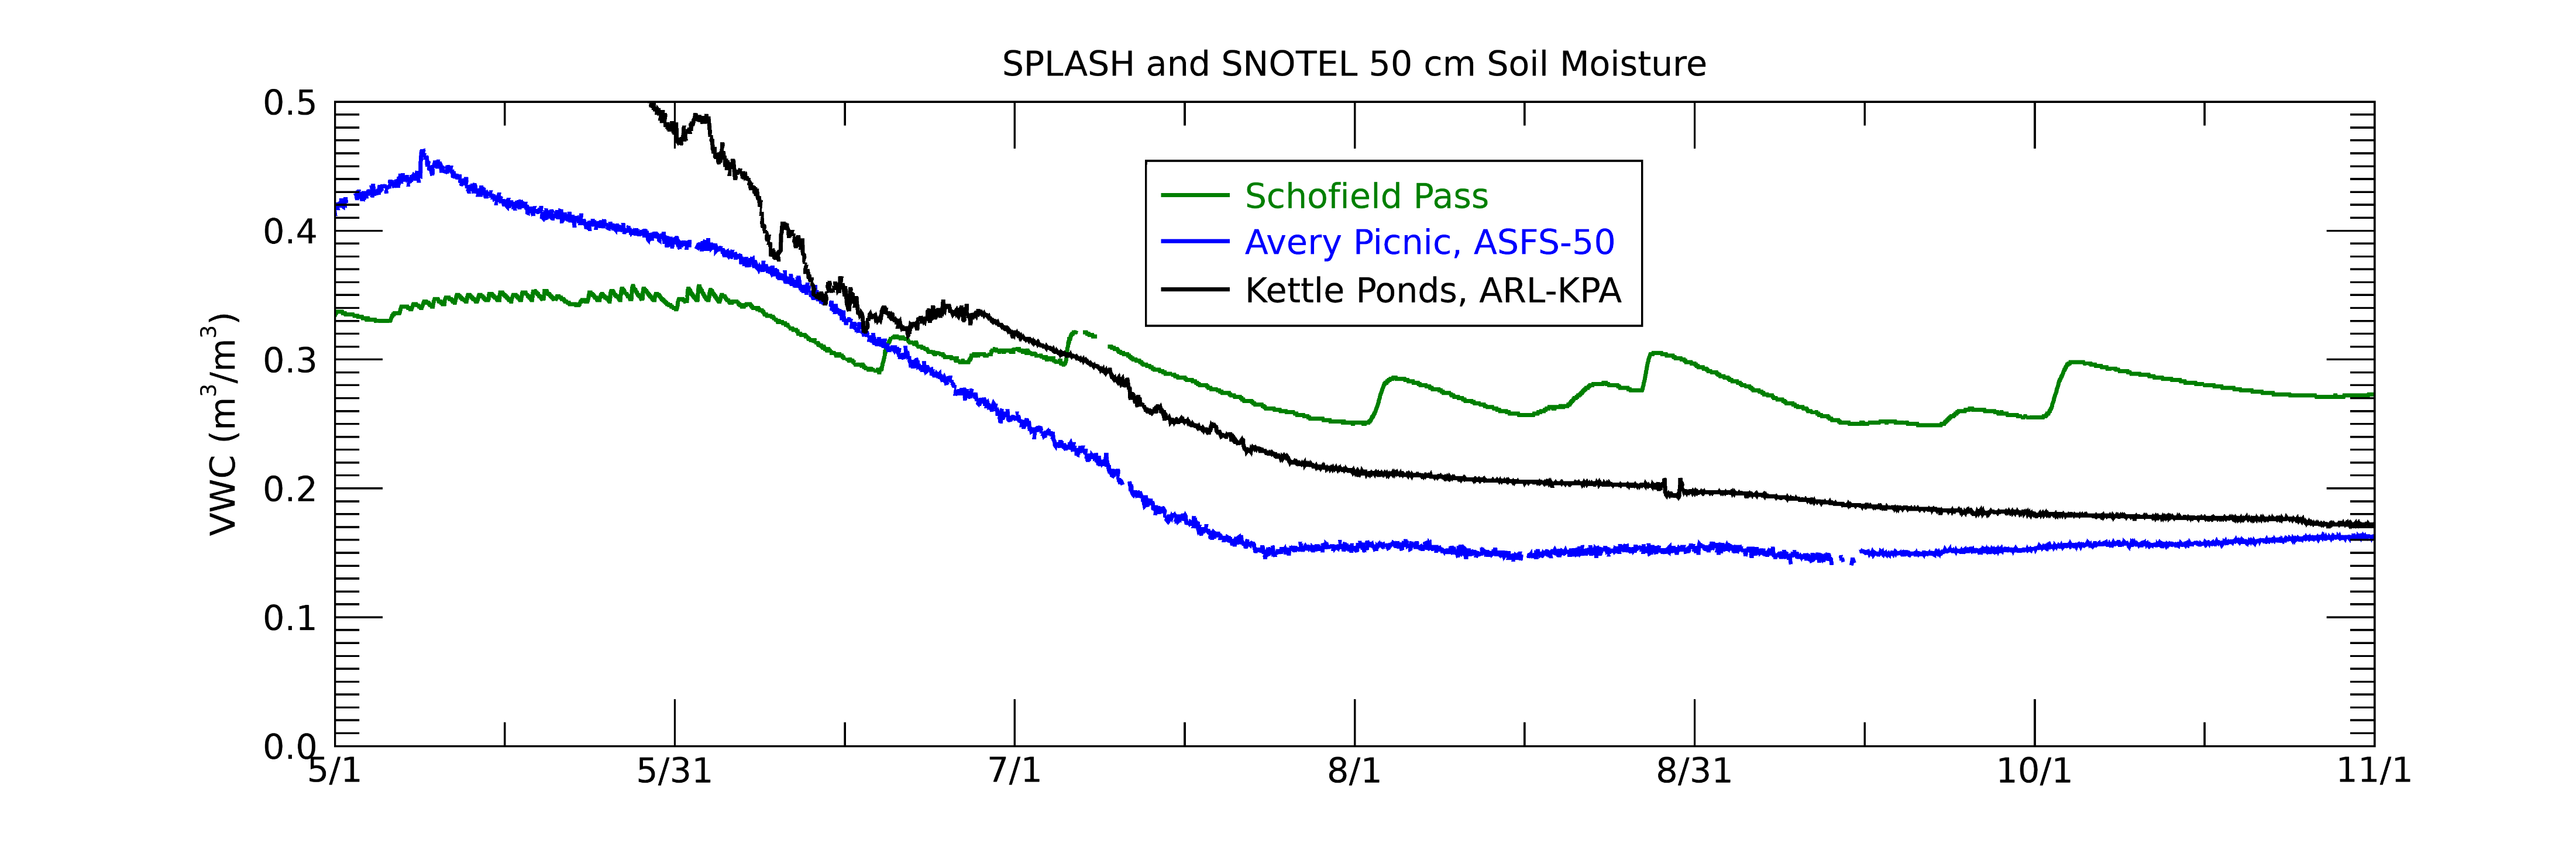 SPLASH and SNOTEL 50 cm Soil Moisture
VWC (m³/m³)
0.5
0.4
0.3
0.2
0.1
0.0
Schofield Pass
Avery Picnic, ASFS-50
Kettle Ponds, ARL-KPA
5/1 5/31 7/1 8/1 8/31 10/1 11/1